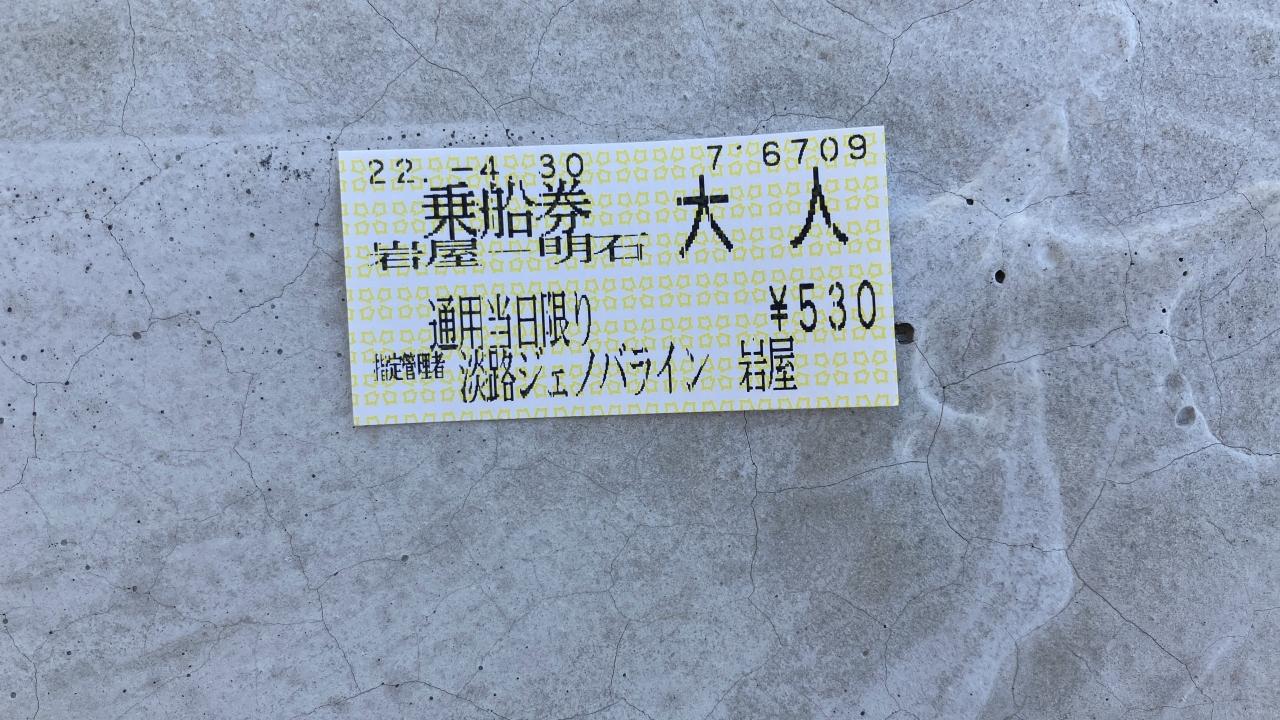 22.-4.30 7·6709
乗船券 大人
岩屋―明石
通用当日限り ¥530
指定管理者 淡路ジェノバライン 岩屋